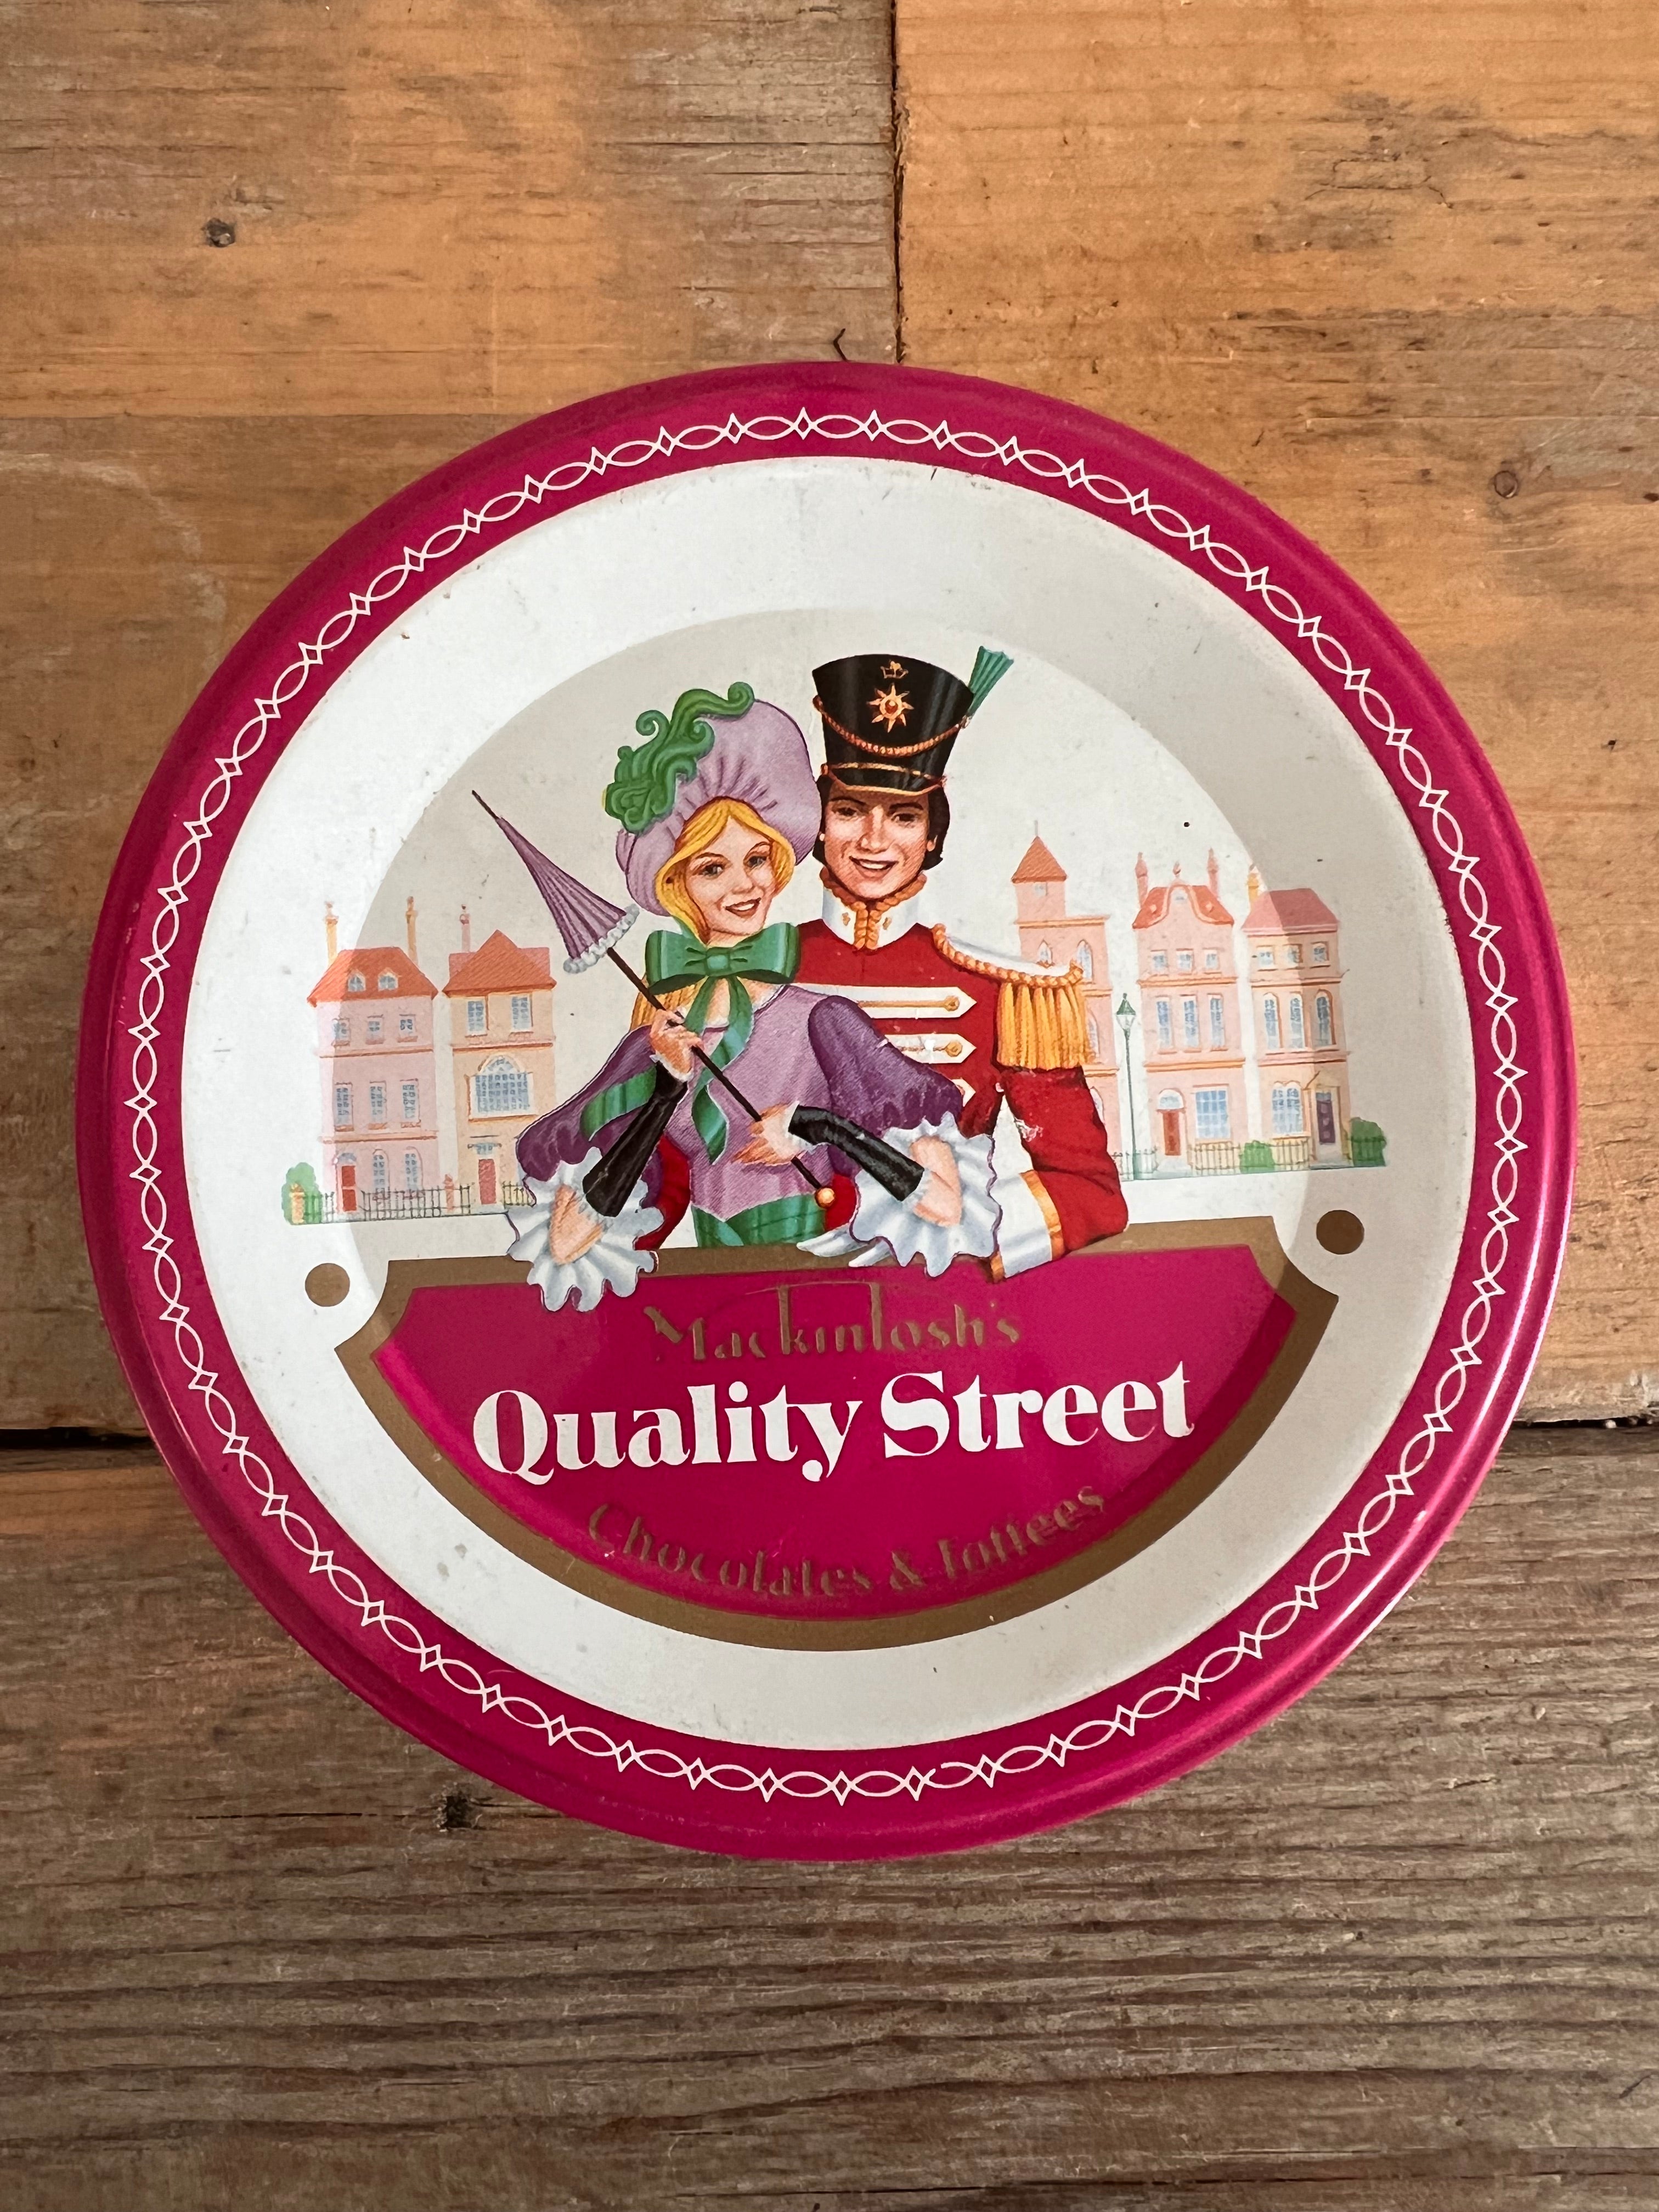 Mackintosh's
Quality Street
Chocolates & Toffees